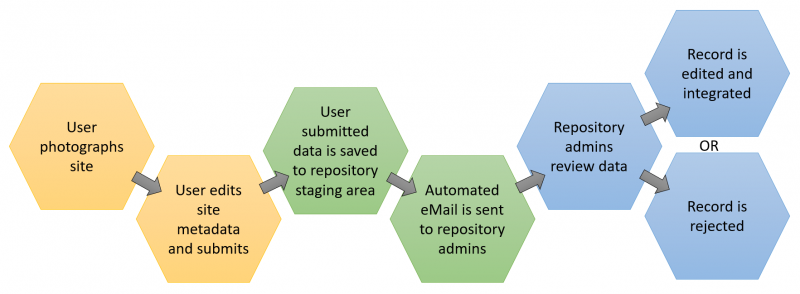 User
photographs
site
User edits
site
metadata
and submits
User
submitted
data is saved
to repository
staging area
Automated
eMail is sent
to repository
admins
Repository
admins
review data
Record is
edited and
integrated
OR
Record is
rejected